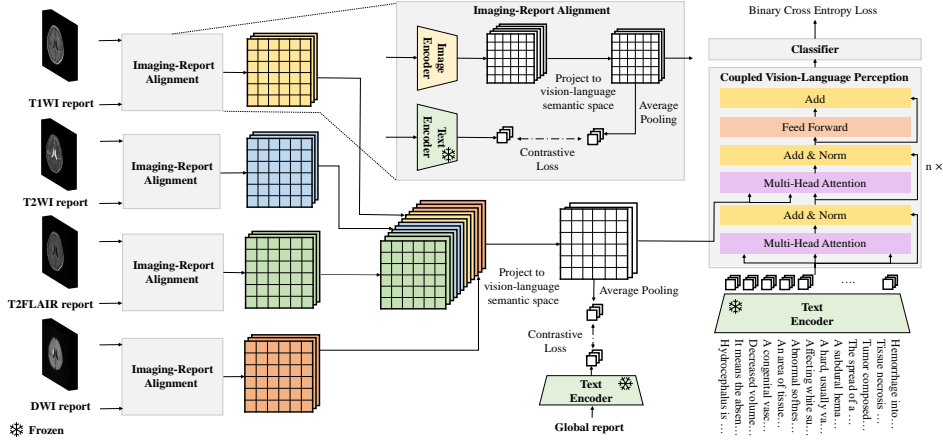 T1WI report
T2WI report
T2FLAIR report
DWI report
Frozen
Imaging-Report
Alignment
Imaging-Report
Alignment
Imaging-Report
Alignment
Imaging-Report
Alignment
Imaging-Report Alignment
Image
Encoder
Text
Encoder
Project to
vision-language
semantic space
Average
Pooling
Contrastive
Loss
Project to
vision-language
semantic space
Average Pooling
Contrastive
Loss
Text
Encoder
Global report
Binary Cross Entropy Loss
Classifier
Coupled Vision-Language Perception
Add
Feed Forward
Add & Norm
Multi-Head Attention
Add & Norm
Multi-Head Attention
n ×
....
Text
Encoder
Hydrocephalus is …
It means the absen…
Decreased volume…
A congenital vasc…
An area of tissue…
Abnormal softnes…
Affecting white su…
A hard, usually va…
A subdural hema…
The spread of a …
Tumor composed…
Tissue necrosis …
Hemorrhage into…